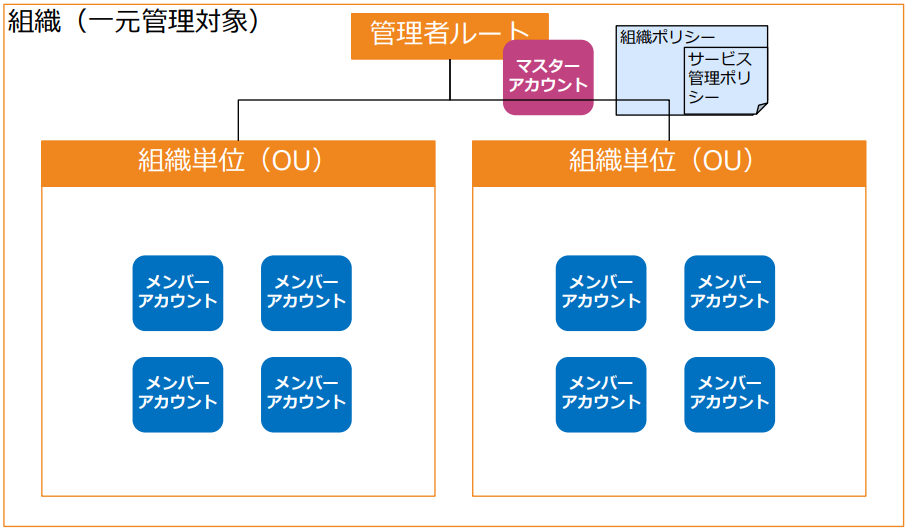 組織（一元管理対象）
管理者ルート
マスター
アカウント
組織ポリシー
サービス
管理ポリ
シー
組織単位（OU）
組織単位（OU）
メンバー
アカウント
メンバー
アカウント
メンバー
アカウント
メンバー
アカウント
メンバー
アカウント
メンバー
アカウント
メンバー
アカウント
メンバー
アカウント